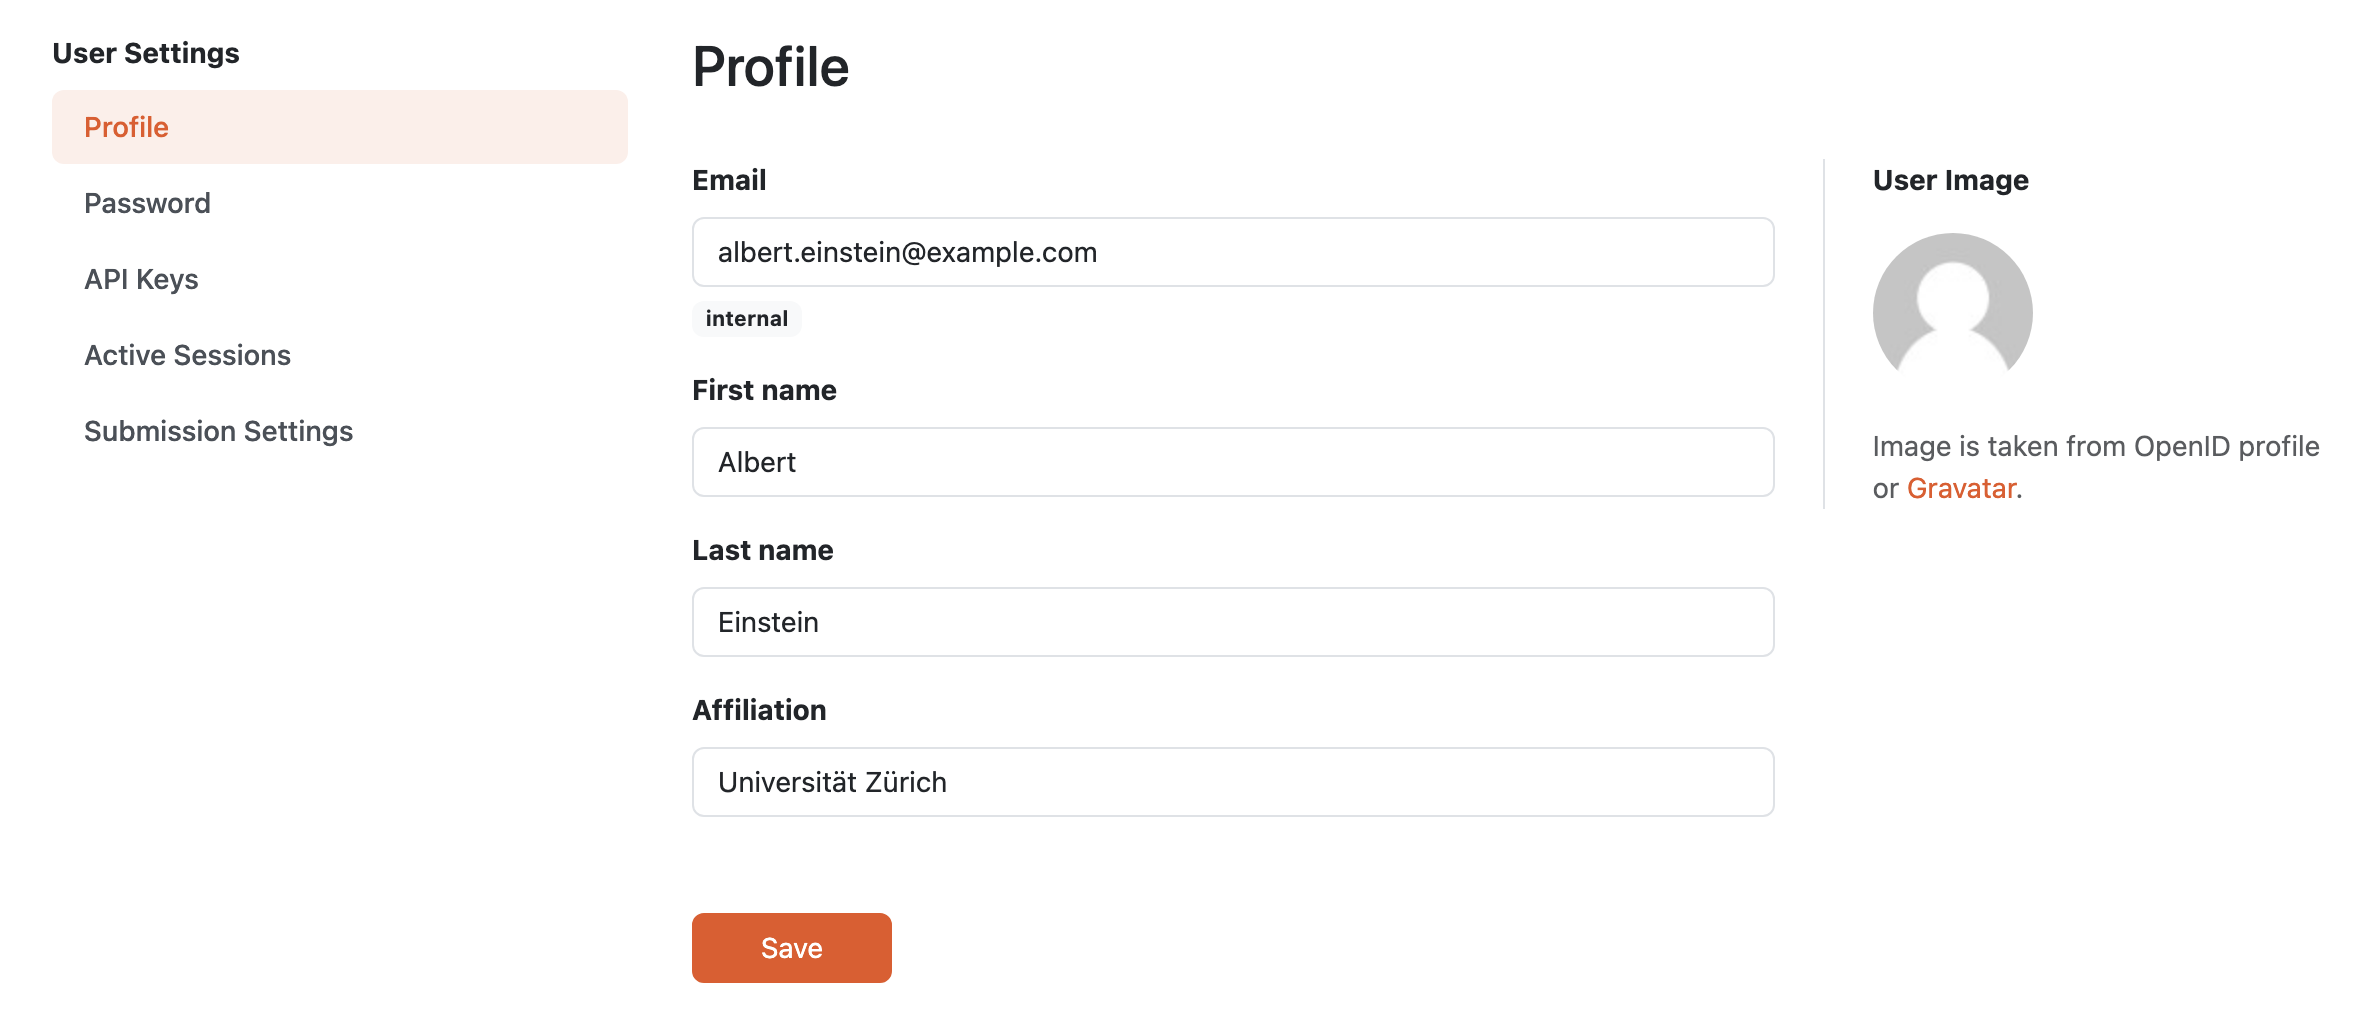 User Settings
Profile
Password
API Keys
Active Sessions
Submission Settings
Profile
Email
albert.einstein@example.com
internal
First name
Albert
Last name
Einstein
Affiliation
Universität Zürich
Save
User Image
Image is taken from OpenID profile
or Gravatar.